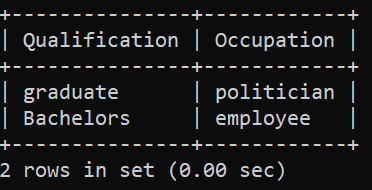 +---------------+------------+
| Qualification | Occupation |
+---------------+------------+
| graduate      | politician |
| Bachelors     | employee   |
+---------------+------------+
2 rows in set (0.00 sec)